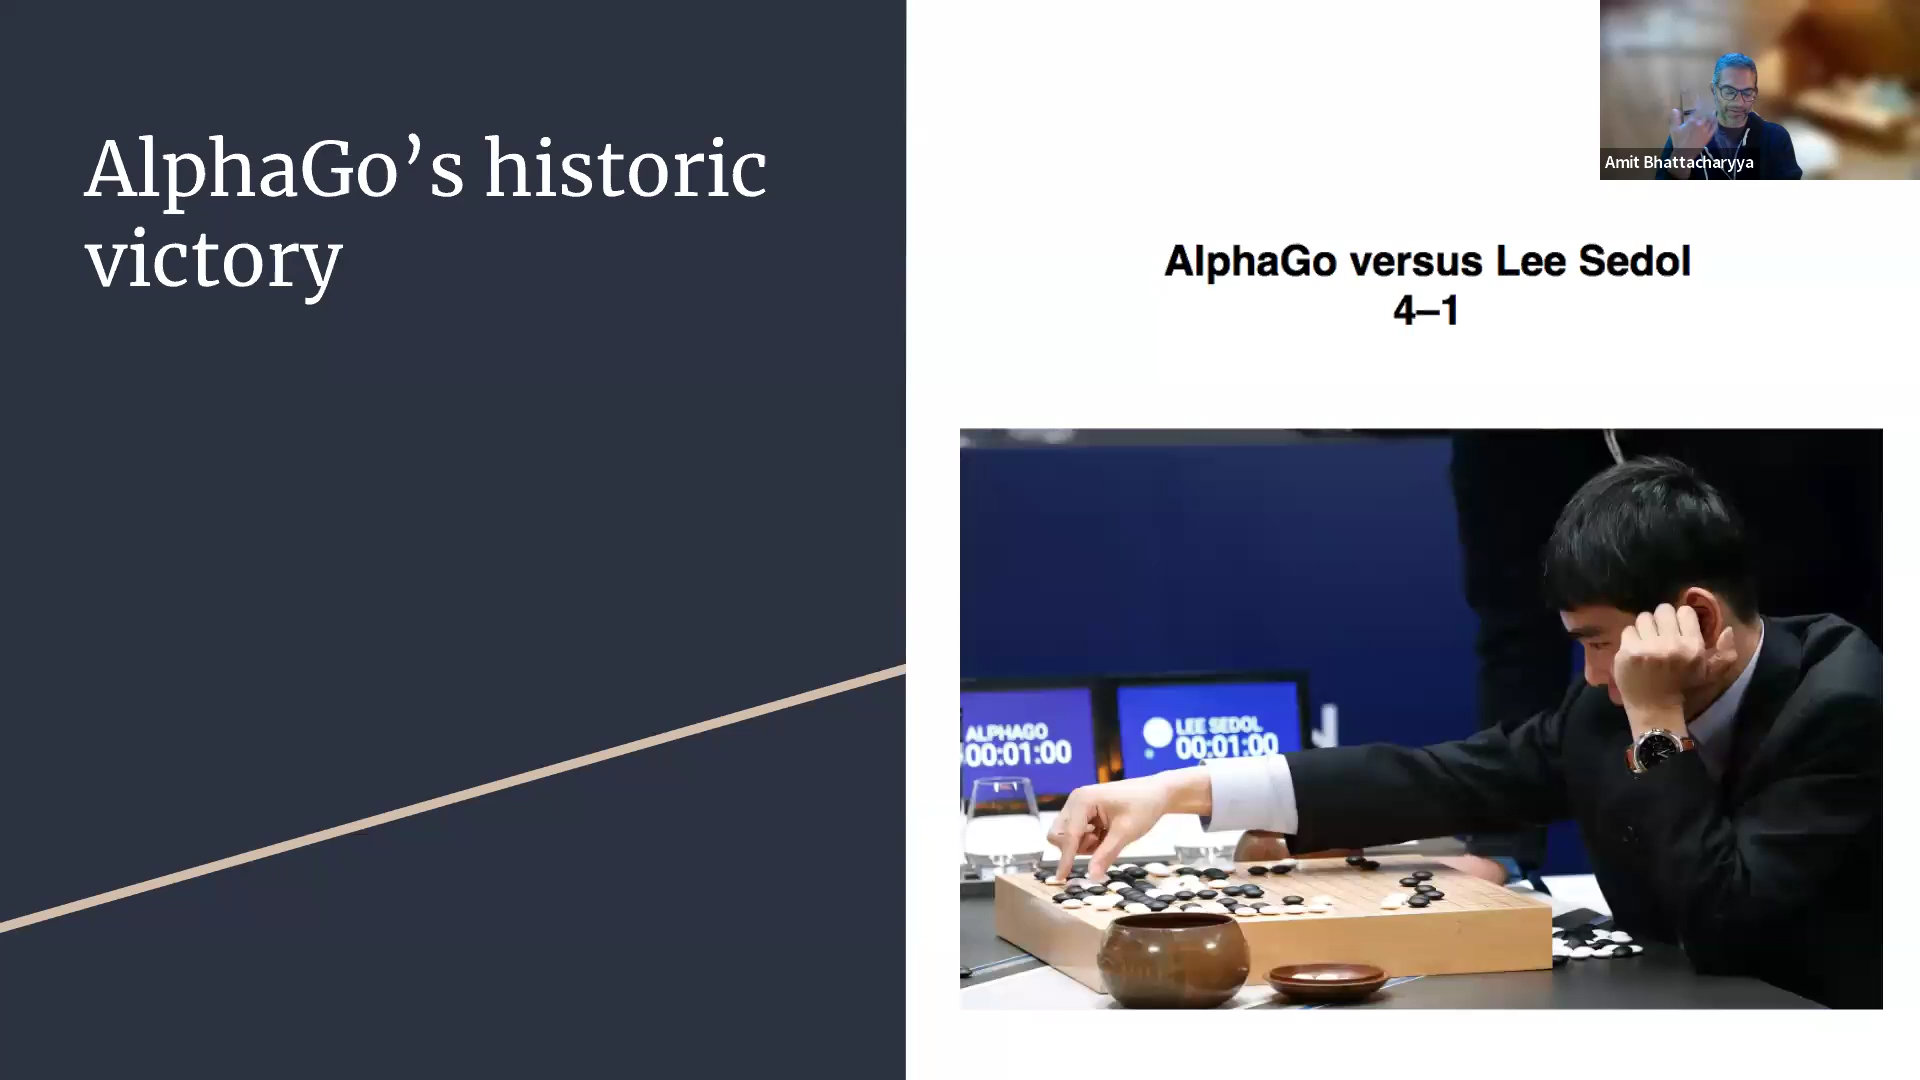 AlphaGo’s historic
victory
Amit Bhattacharyya
AlphaGo versus Lee Sedol
4–1
ALPHAGO
00:01:00
LEE SEDOL
00:01:00